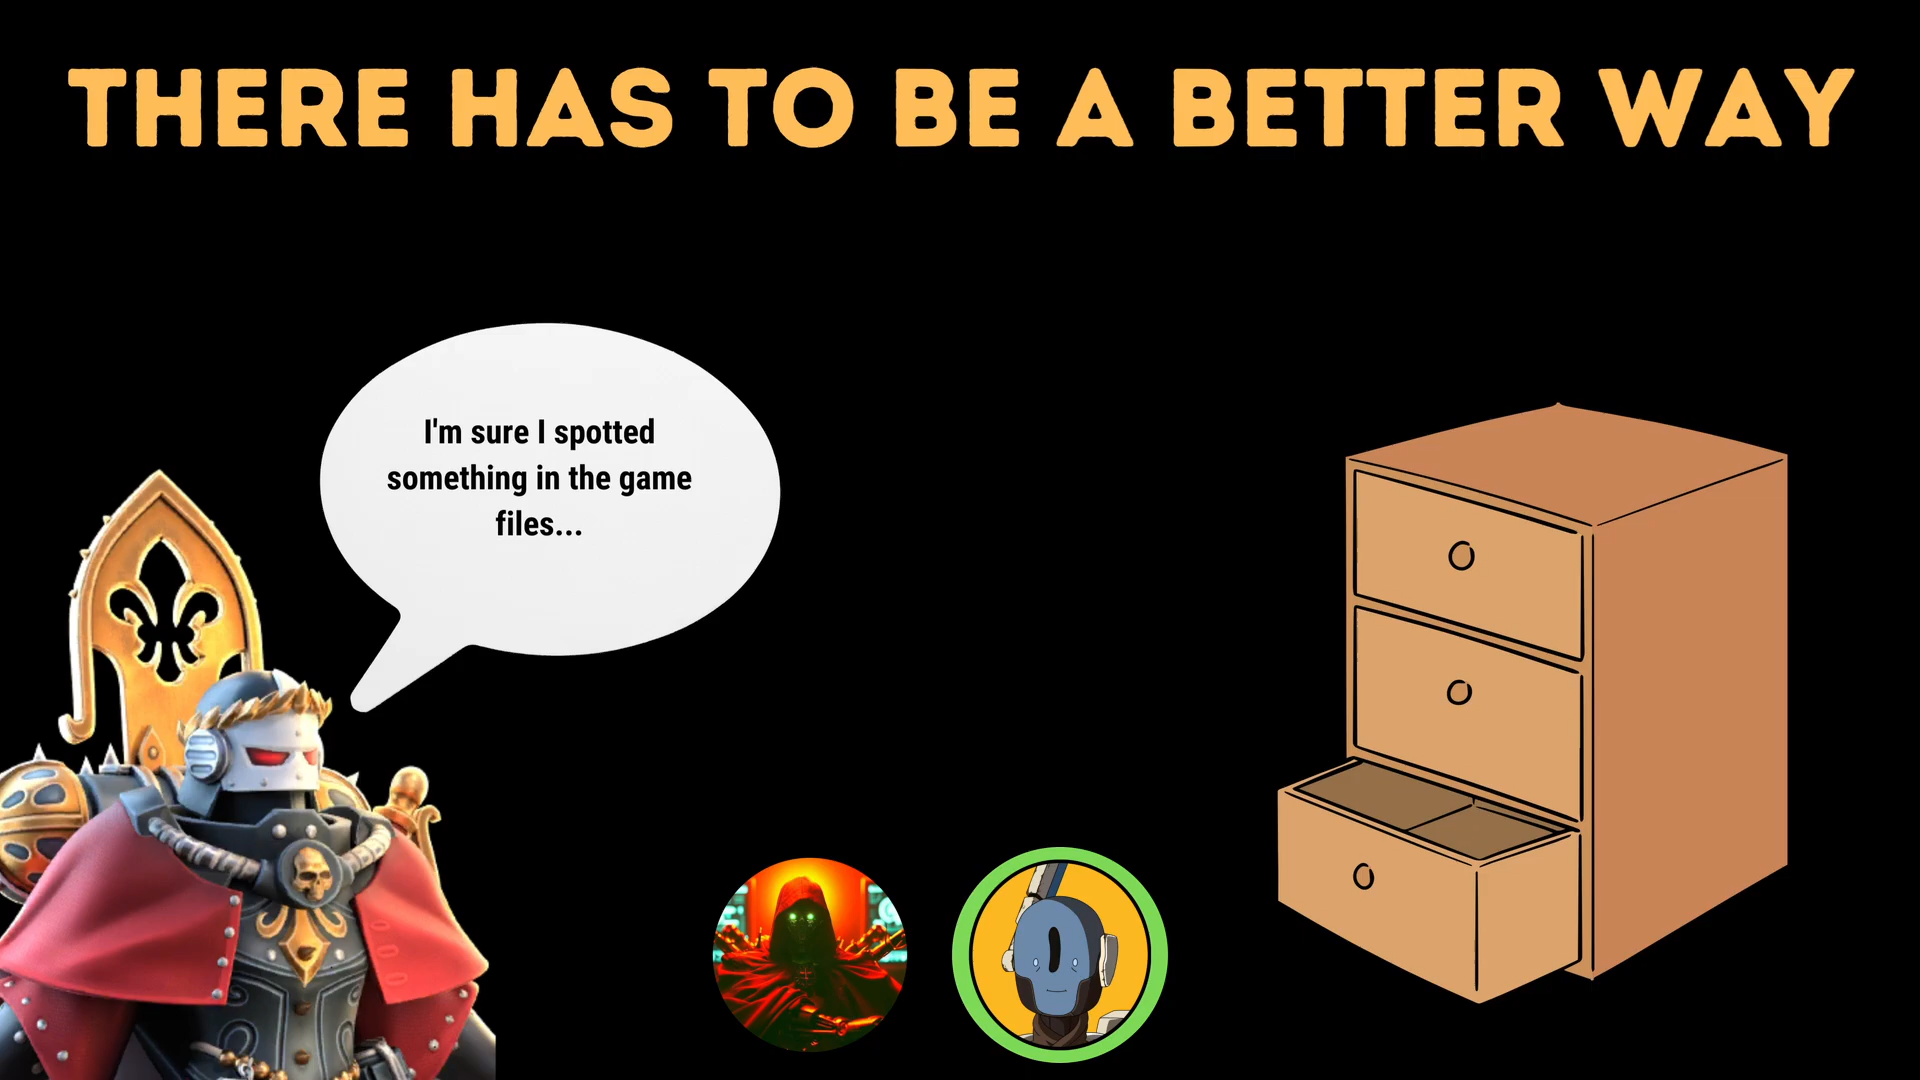 THERE HAS TO BE A BETTER WAY
I'm sure I spotted
something in the game
files...